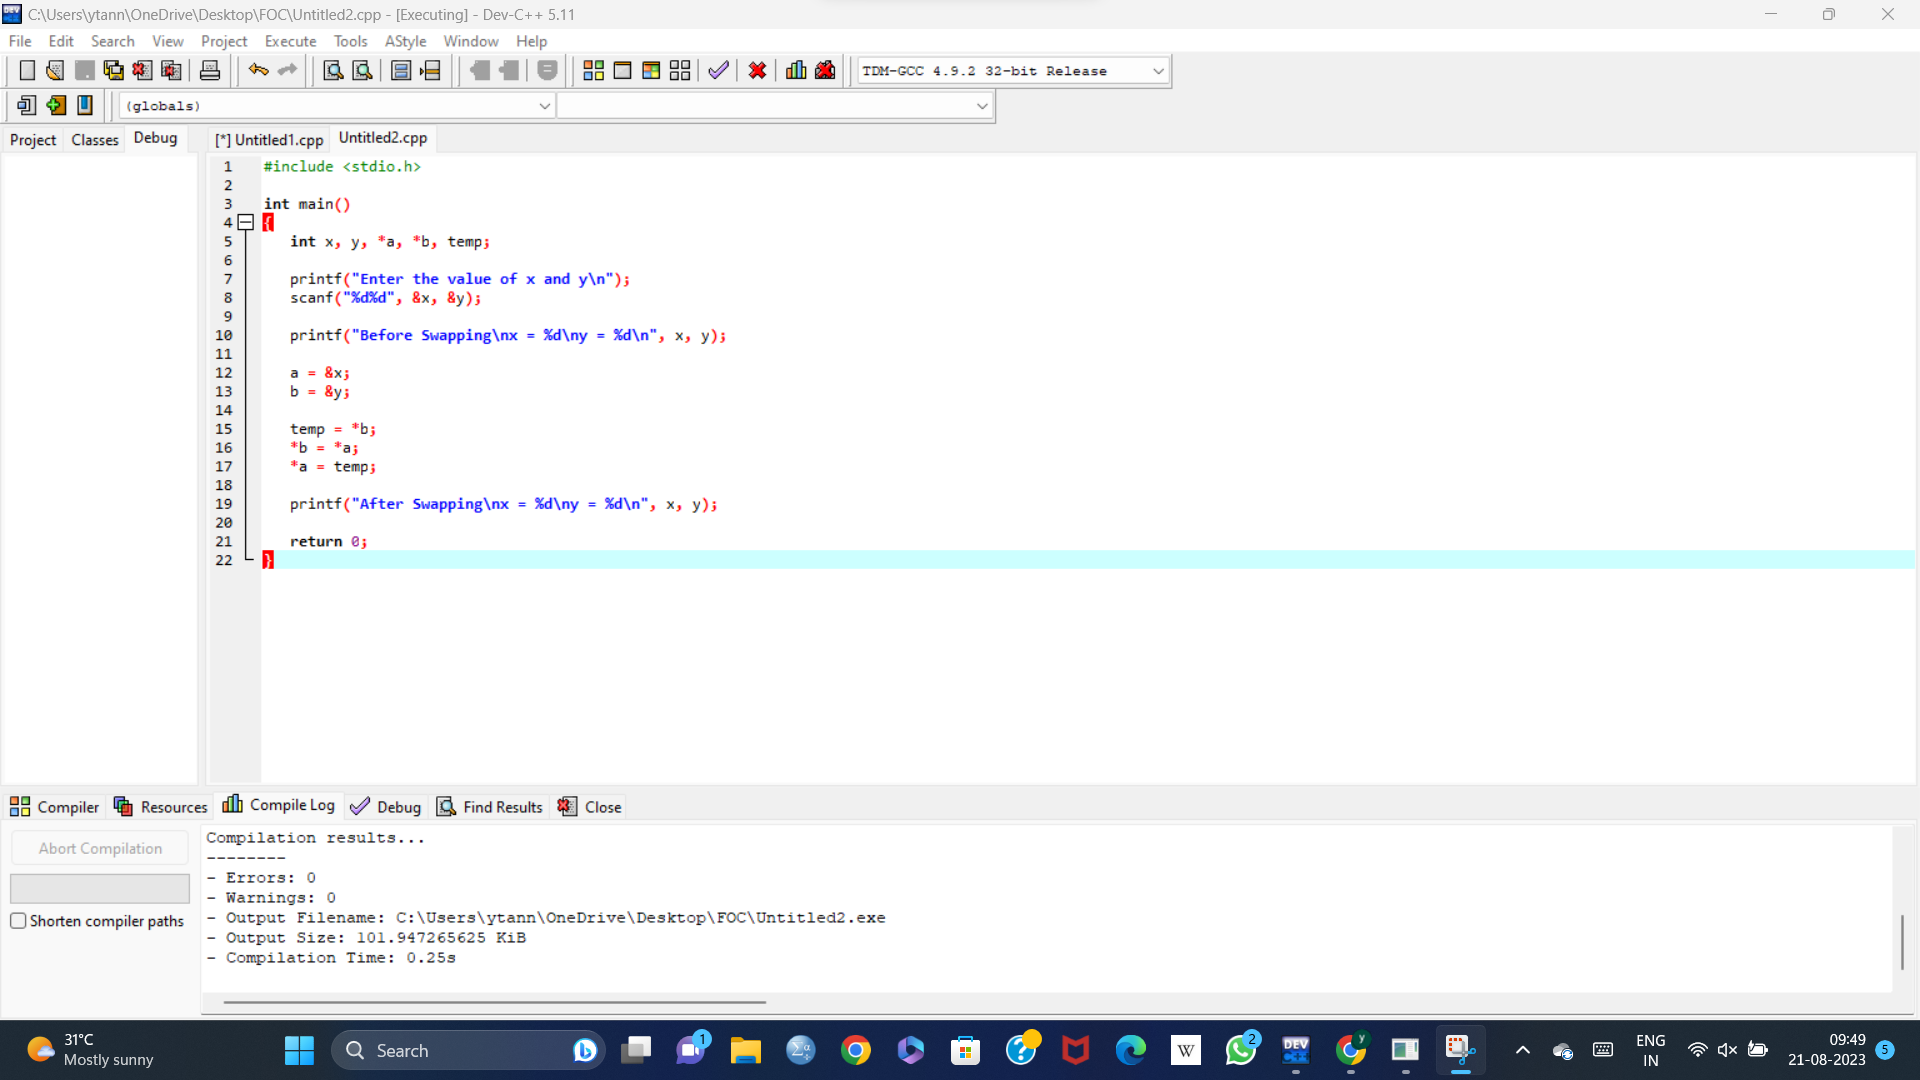 C:\Users\ytann\OneDrive\Desktop\FOC\Untitled2.cpp - [Executing] - Dev-C++ 5.11
File Edit Search View Project Execute Tools AStyle Window Help
TDM-GCC 4.9.2 32-bit Release
(globals)
Project Classes Debug [*] Untitled1.cpp Untitled2.cpp
1 #include <stdio.h>
2
3 int main()
4 {
5 int x, y, *a, *b, temp;
6
7 printf("Enter the value of x and y\n");
8 scanf("%d%d", &x, &y);
9
10 printf("Before Swapping\nx = %d\ny = %d\n", x, y);
11
12 a = &x;
13 b = &y;
14
15 temp = *b;
16 *b = *a;
17 *a = temp;
18
19 printf("After Swapping\nx = %d\ny = %d\n", x, y);
20
21 return 0;
22 }
Compiler Resources Compile Log Debug Find Results Close
Abort Compilation
Shorten compiler paths
Compilation results...
--------
- Errors: 0
- Warnings: 0
- Output Filename: C:\Users\ytann\OneDrive\Desktop\FOC\Untitled2.exe
- Output Size: 101.947265625 KiB
- Compilation Time: 0.25s
31°C
Mostly sunny
Search
1
W
2
DEV
C++
y
ENG
IN
09:49
21-08-2023
5